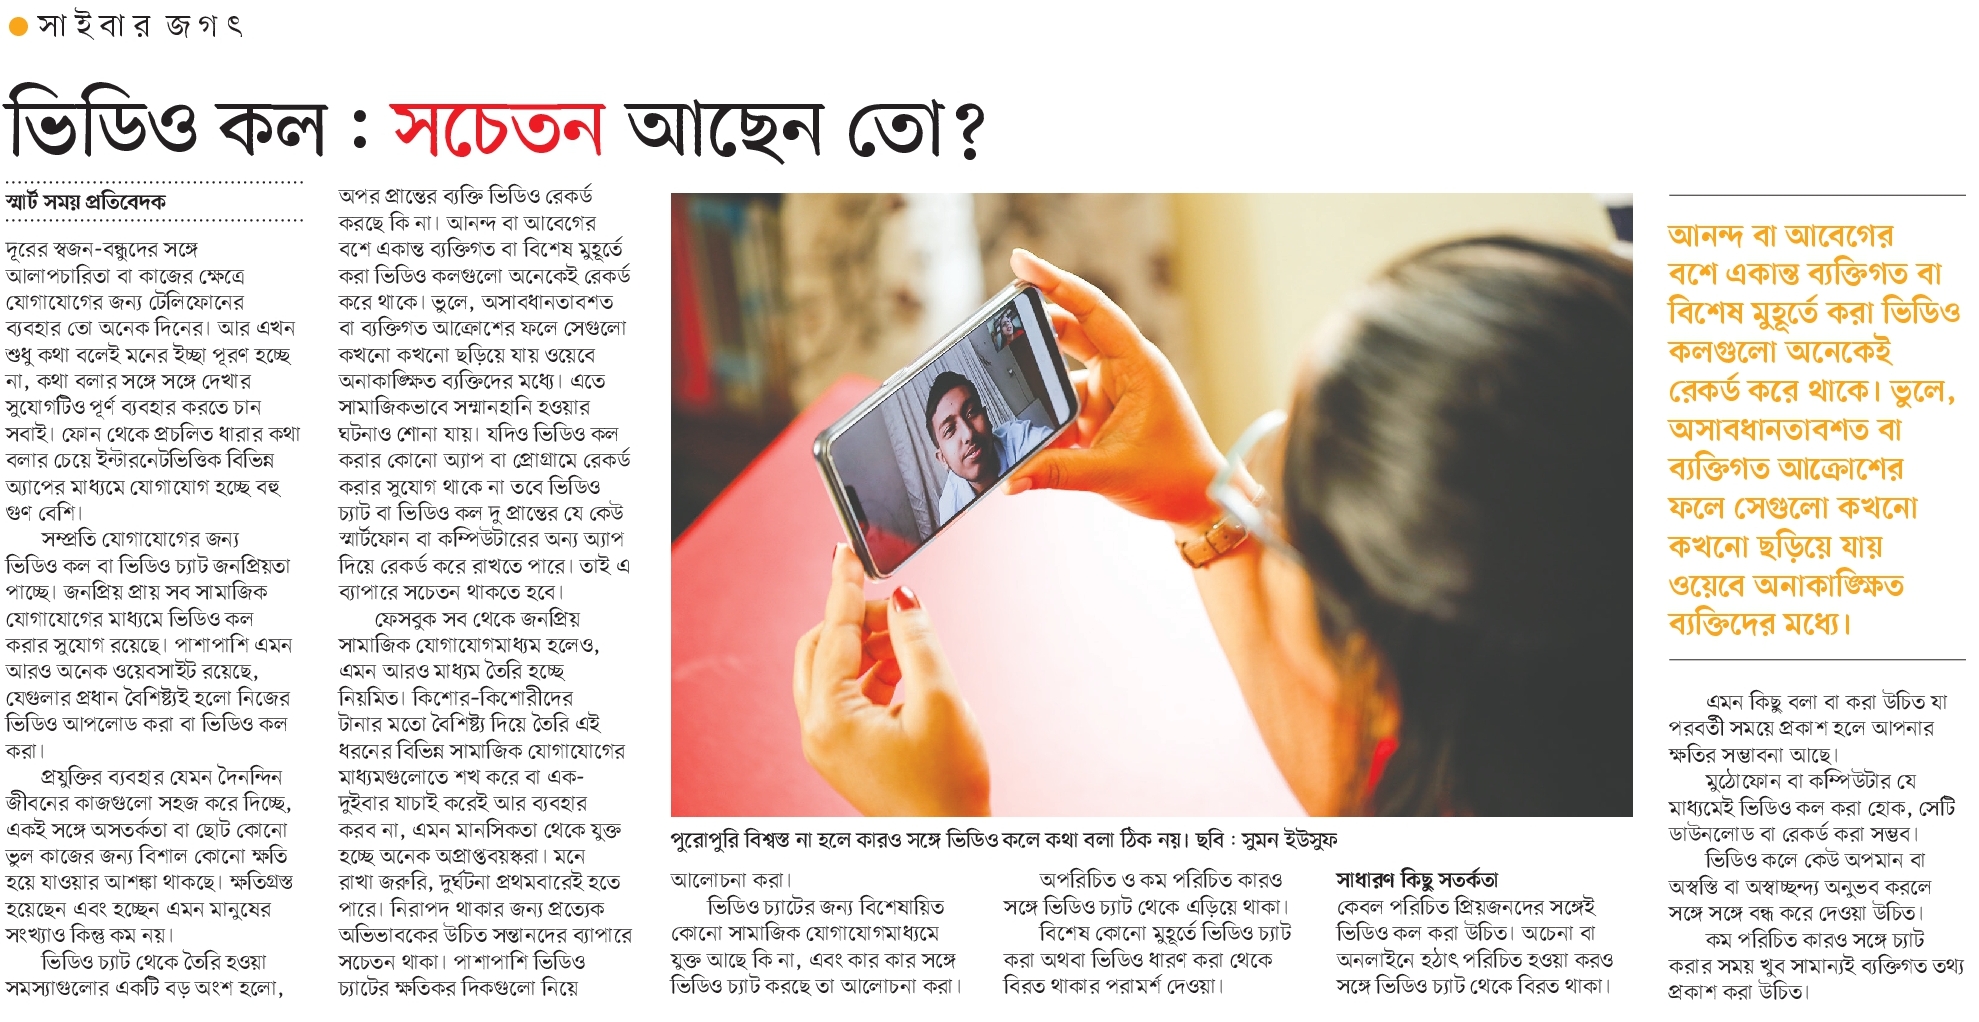 সাইবার জগৎ
ভিডিও কল : সচেতন আছেন তো?
স্মার্ট সময় প্রতিবেদক
দূরের স্বজন-বন্ধুদের সঙ্গে
আলাপচারিতা বা কাজের ক্ষেত্রে
যোগাযোগের জন্য টেলিফোনের
ব্যবহার তো অনেক দিনের। আর এখন
শুধু কথা বলেই মনের ইচ্ছা পূরণ হচ্ছে
না, কথা বলার সঙ্গে সঙ্গে দেখার
সুযোগটিও পূর্ণ ব্যবহার করতে চান
সবাই। ফোন থেকে প্রচলিত ধারার কথা
বলার চেয়ে ইন্টারনেটভিত্তিক বিভিন্ন
অ্যাপের মাধ্যমে যোগাযোগ হচ্ছে বহু
গুণ বেশি।
সম্প্রতি যোগাযোগের জন্য
ভিডিও কল বা ভিডিও চ্যাট জনপ্রিয়তা
পাচ্ছে। জনপ্রিয় প্রায় সব সামাজিক
যোগাযোগের মাধ্যমে ভিডিও কল
করার সুযোগ রয়েছে। পাশাপাশি এমন
আরও অনেক ওয়েবসাইট রয়েছে,
যেগুলার প্রধান বৈশিষ্ট্যই হলো নিজের
ভিডিও আপলোড করা বা ভিডিও কল
করা।
প্রযুক্তির ব্যবহার যেমন দৈনন্দিন
জীবনের কাজগুলো সহজ করে দিচ্ছে,
একই সঙ্গে অসতর্কতা বা ছোট কোনো
ভুল কাজের জন্য বিশাল কোনো ক্ষতি
হয়ে যাওয়ার আশঙ্কা থাকছে। ক্ষতিগ্রস্ত
হয়েছেন এবং হচ্ছেন এমন মানুষের
সংখ্যাও কিন্তু কম নয়।
ভিডিও চ্যাট থেকে তৈরি হওয়া
সমস্যাগুলোর একটি বড় অংশ হলো,
অপর প্রান্তের ব্যক্তি ভিডিও রেকর্ড
করছে কি না। আনন্দ বা আবেগের
বশে একান্ত ব্যক্তিগত বা বিশেষ মুহূর্তে
করা ভিডিও কলগুলো অনেকেই রেকর্ড
করে থাকে। ভুলে, অসাবধানতাবশত
বা ব্যক্তিগত আক্রোশের ফলে সেগুলো
কখনো কখনো ছড়িয়ে যায় ওয়েবে
অনাকাঙ্ক্ষিত ব্যক্তিদের মধ্যে। এতে
সামাজিকভাবে সম্মানহানি হওয়ার
ঘটনাও শোনা যায়। যদিও ভিডিও কল
করার কোনো অ্যাপ বা প্রোগ্রামে রেকর্ড
করার সুযোগ থাকে না তবে ভিডিও
চ্যাট বা ভিডিও কল দু প্রান্তের যে কেউ
স্মার্টফোন বা কম্পিউটারের অন্য অ্যাপ
দিয়ে রেকর্ড করে রাখতে পারে। তাই এ
ব্যাপারে সচেতন থাকতে হবে।
ফেসবুক সব থেকে জনপ্রিয়
সামাজিক যোগাযোগমাধ্যম হলেও,
এমন আরও মাধ্যম তৈরি হচ্ছে
নিয়মিত। কিশোর-কিশোরীদের
টানার মতো বৈশিষ্ট্য দিয়ে তৈরি এই
ধরনের বিভিন্ন সামাজিক যোগাযোগের
মাধ্যমগুলোতে শখ করে বা এক-
দুইবার যাচাই করেই আর ব্যবহার
করব না, এমন মানসিকতা থেকে যুক্ত
হচ্ছে অনেক অপ্রাপ্তবয়স্করা। মনে
রাখা জরুরি, দুর্ঘটনা প্রথমবারেই হতে
পারে। নিরাপদ থাকার জন্য প্রত্যেক
অভিভাবকের উচিত সন্তানদের ব্যাপারে
সচেতন থাকা। পাশাপাশি ভিডিও
চ্যাটের ক্ষতিকর দিকগুলো নিয়ে
পুরোপুরি বিশ্বস্ত না হলে কারও সঙ্গে ভিডিও কলে কথা বলা ঠিক নয়। ছবি : সুমন ইউসুফ
আলোচনা করা।
ভিডিও চ্যাটের জন্য বিশেষায়িত
কোনো সামাজিক যোগাযোগমাধ্যমে
যুক্ত আছে কি না, এবং কার কার সঙ্গে
ভিডিও চ্যাট করছে তা আলোচনা করা।
অপরিচিত ও কম পরিচিত কারও
সঙ্গে ভিডিও চ্যাট থেকে এড়িয়ে থাকা।
বিশেষ কোনো মুহূর্তে ভিডিও চ্যাট
করা অথবা ভিডিও ধারণ করা থেকে
বিরত থাকার পরামর্শ দেওয়া।
সাধারণ কিছু সতর্কতা
কেবল পরিচিত প্রিয়জনদের সঙ্গেই
ভিডিও কল করা উচিত। অচেনা বা
অনলাইনে হঠাৎ পরিচিত হওয়া করও
সঙ্গে ভিডিও চ্যাট থেকে বিরত থাকা।
আনন্দ বা আবেগের
বশে একান্ত ব্যক্তিগত বা
বিশেষ মুহূর্তে করা ভিডিও
কলগুলো অনেকেই
রেকর্ড করে থাকে। ভুলে,
অসাবধানতাবশত বা
ব্যক্তিগত আক্রোশের
ফলে সেগুলো কখনো
কখনো ছড়িয়ে যায়
ওয়েবে অনাকাঙ্ক্ষিত
ব্যক্তিদের মধ্যে।
এমন কিছু বলা বা করা উচিত যা
পরবর্তী সময়ে প্রকাশ হলে আপনার
ক্ষতির সম্ভাবনা আছে।
মুঠোফোন বা কম্পিউটার যে
মাধ্যমেই ভিডিও কল করা হোক, সেটি
ডাউনলোড বা রেকর্ড করা সম্ভব।
ভিডিও কলে কেউ অপমান বা
অস্বস্তি বা অস্বাচ্ছন্দ্য অনুভব করলে
সঙ্গে সঙ্গে বন্ধ করে দেওয়া উচিত।
কম পরিচিত কারও সঙ্গে চ্যাট
করার সময় খুব সামান্যই ব্যক্তিগত তথ্য
প্রকাশ করা উচিত।